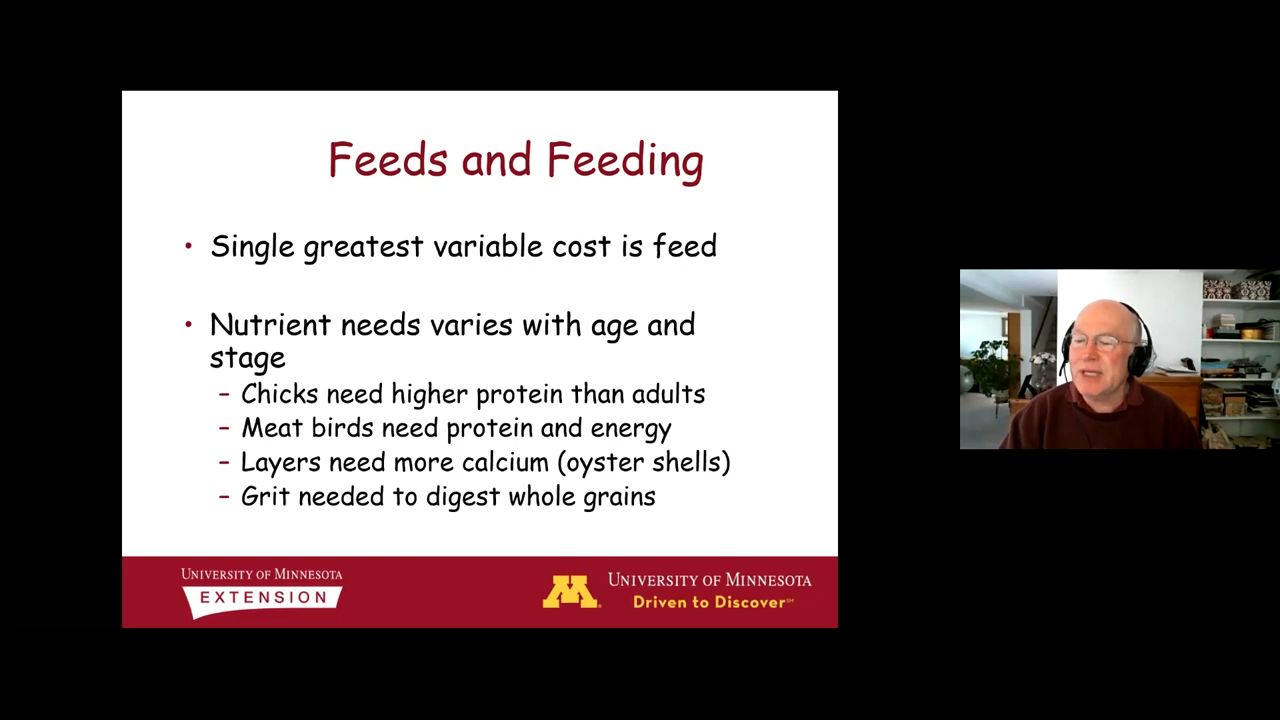 Feeds and Feeding
• Single greatest variable cost is feed
• Nutrient needs varies with age and
stage
– Chicks need higher protein than adults
– Meat birds need protein and energy
– Layers need more calcium (oyster shells)
– Grit needed to digest whole grains
UNIVERSITY OF MINNESOTA
EXTENSION
M
UNIVERSITY OF MINNESOTA
Driven to Discover℠